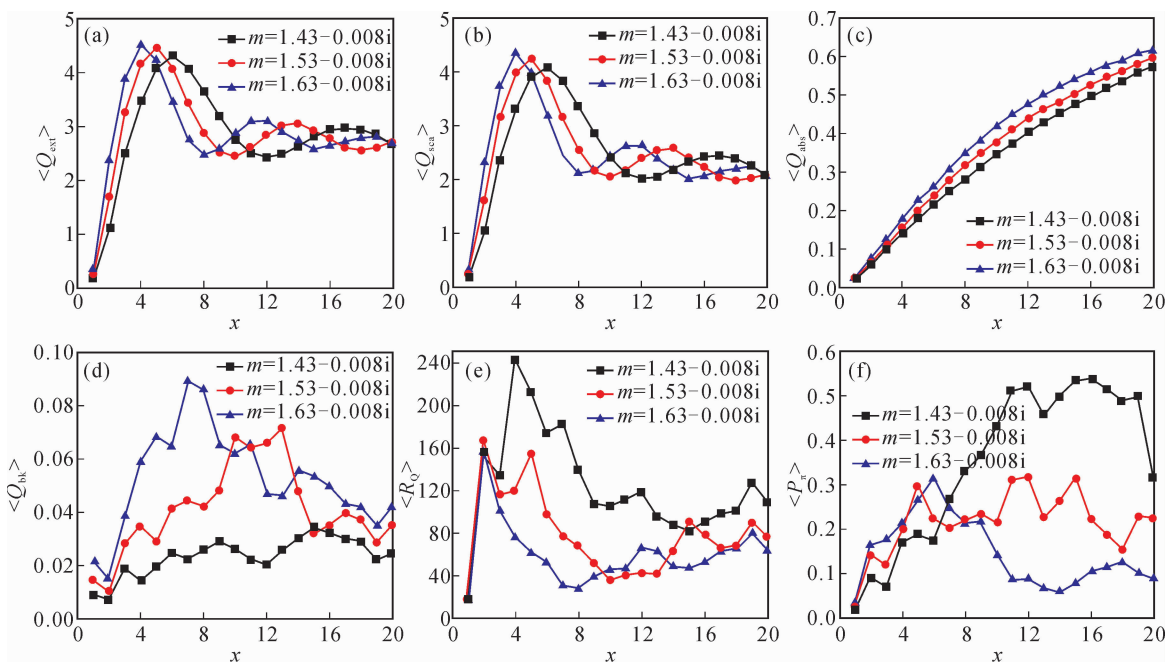 (a)
m=1.43−0.008i
m=1.53−0.008i
m=1.63−0.008i
<Q_ext>
5
4
3
2
1
0
0 4 8 12 16 20
x
(b)
m=1.43−0.008i
m=1.53−0.008i
m=1.63−0.008i
<Q_sca>
5
4
3
2
1
0
0 4 8 12 16 20
x
(c)
m=1.43−0.008i
m=1.53−0.008i
m=1.63−0.008i
<Q_abs>
0.7
0.6
0.5
0.4
0.3
0.2
0.1
0.0
0 4 8 12 16 20
x
(d)
m=1.43−0.008i
m=1.53−0.008i
m=1.63−0.008i
<Q_bk>
0.10
0.08
0.06
0.04
0.02
0.00
0 4 8 12 16 20
x
(e)
m=1.43−0.008i
m=1.53−0.008i
m=1.63−0.008i
<R_Q>
240
200
160
120
80
40
0
0 4 8 12 16 20
x
(f)
m=1.43−0.008i
m=1.53−0.008i
m=1.63−0.008i
<P_π>
0.6
0.5
0.4
0.3
0.2
0.1
0.0
0 4 8 12 16 20
x